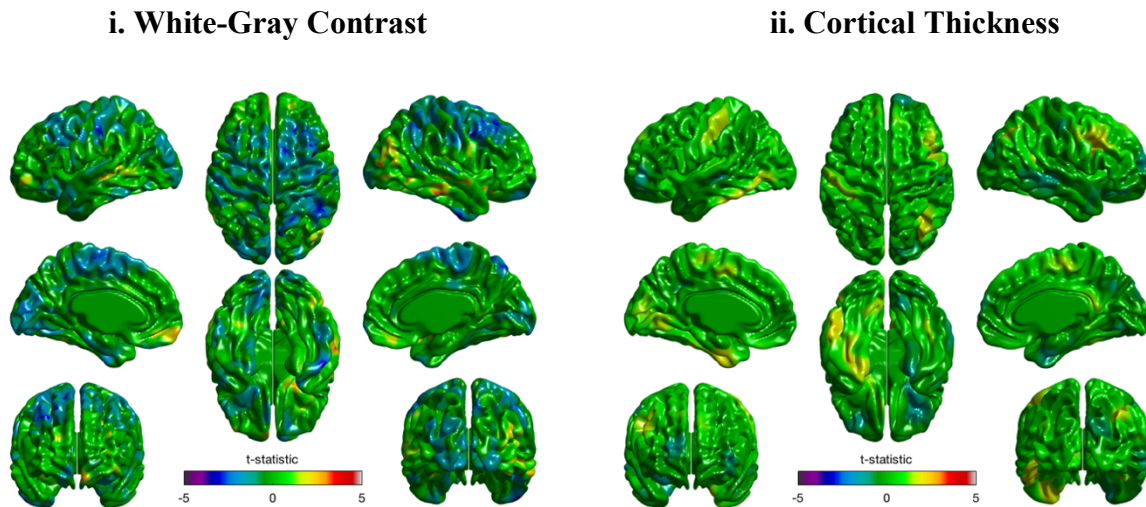 i. White-Gray Contrast
ii. Cortical Thickness
t-statistic
-5 0 5
t-statistic
-5 0 5